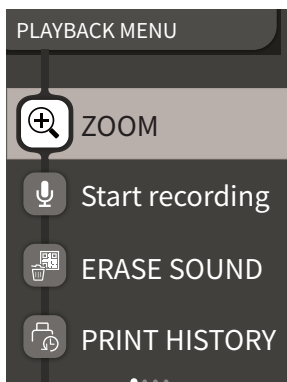 PLAYBACK MENU
ZOOM
Start recording
ERASE SOUND
PRINT HISTORY